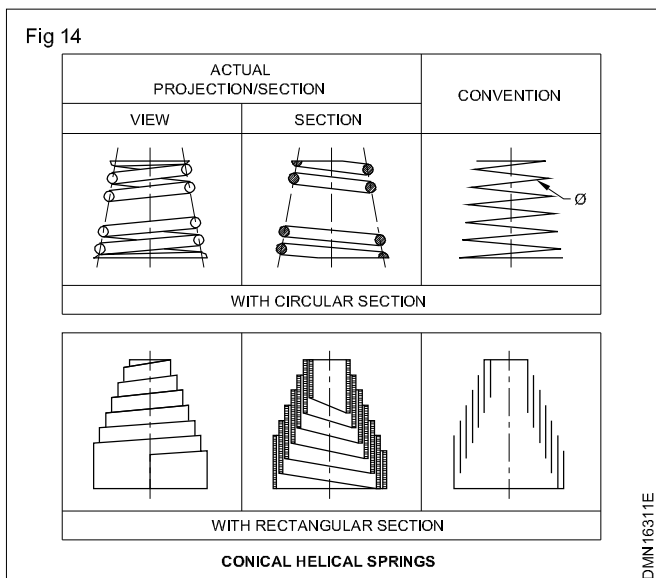 Fig 14
ACTUAL
PROJECTION/SECTION
CONVENTION
VIEW
SECTION
Ø
WITH CIRCULAR SECTION
WITH RECTANGULAR SECTION
CONICAL HELICAL SPRINGS
DMN16311E